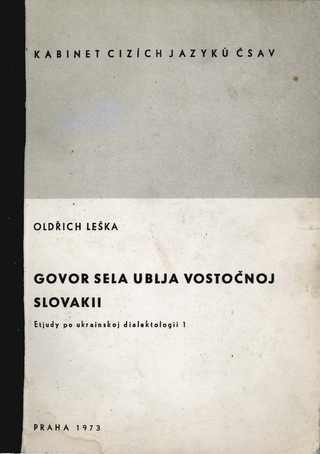 KABINET CIZÍCH JAZYKŮ ČSAV
OLDŘICH LEŠKA
GOVOR SELA UBLJA VOSTOČNOJ
SLOVAKII
Etjudy po ukrainskoj dialektologii 1
PRAHA 1973